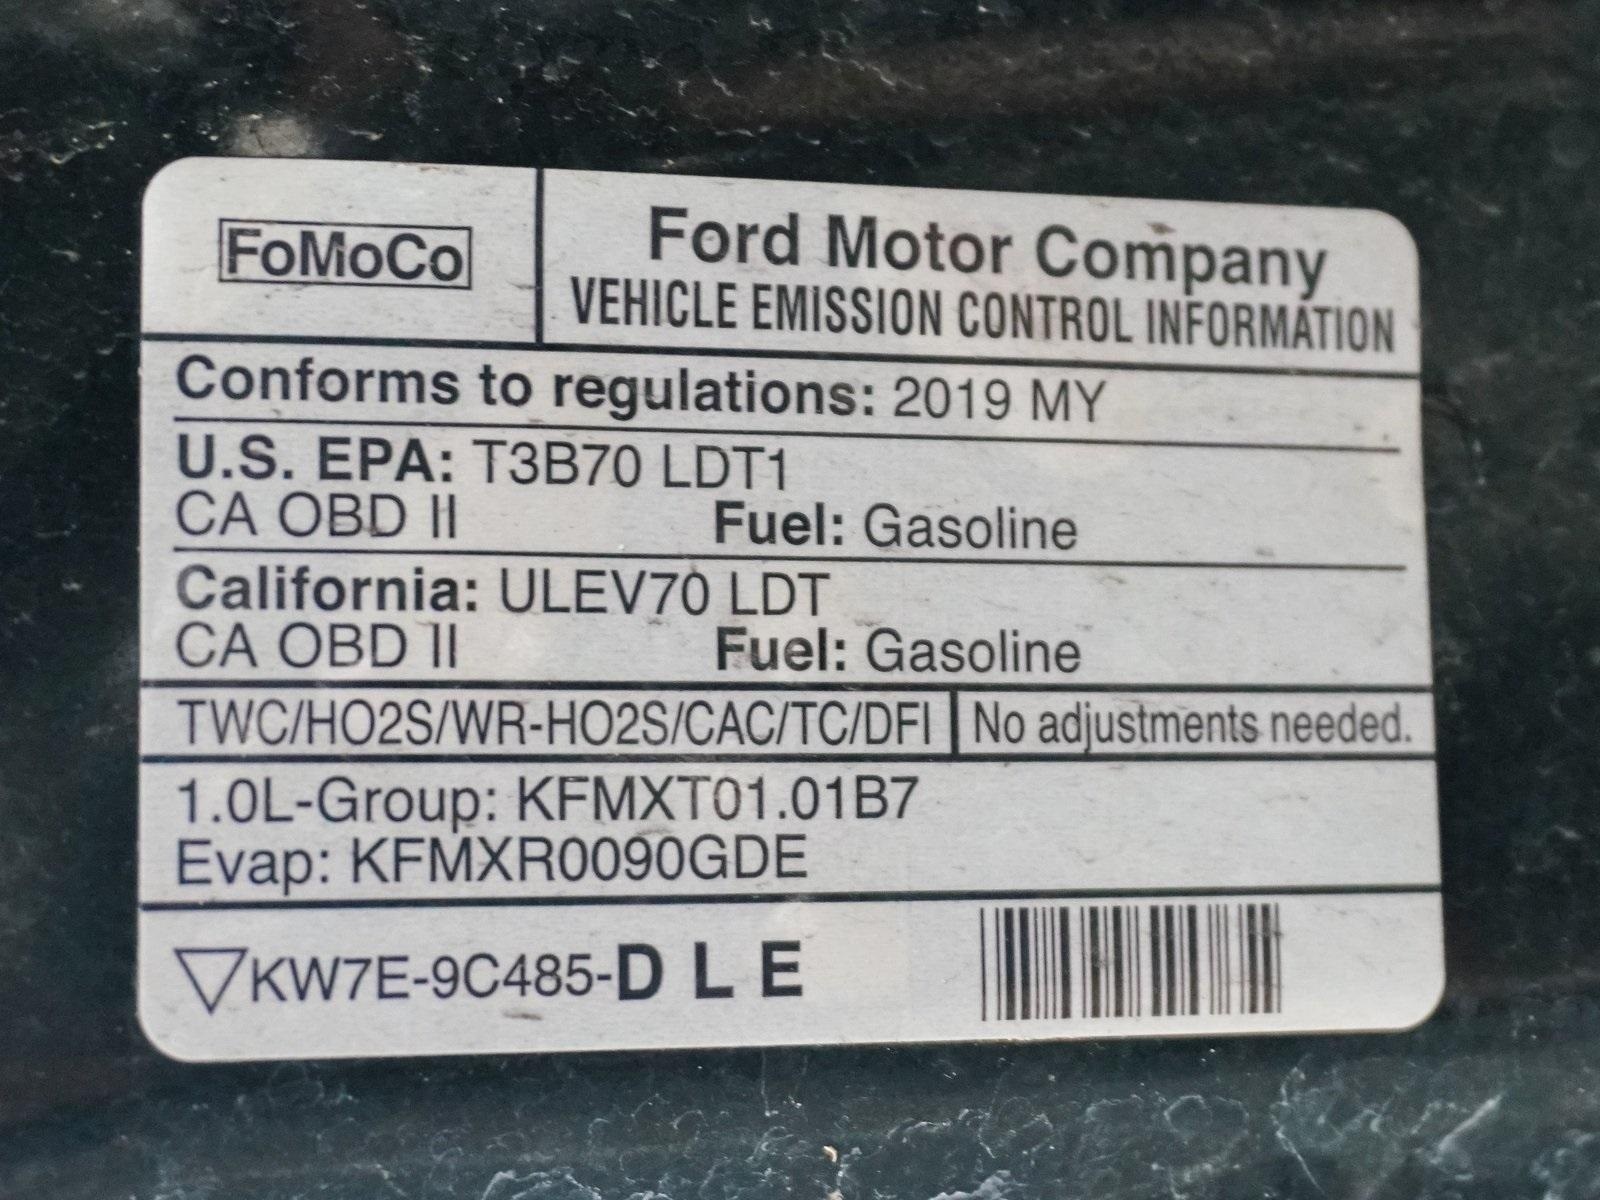 FoMoCo
Ford Motor Company
VEHICLE EMISSION CONTROL INFORMATION
Conforms to regulations: 2019 MY
U.S. EPA: T3B70 LDT1
CA OBD II Fuel: Gasoline
California: ULEV70 LDT
CA OBD II Fuel: Gasoline
TWC/HO2S/WR-HO2S/CAC/TC/DFI No adjustments needed.
1.0L-Group: KFMXT01.01B7
Evap: KFMXR0090GDE
KW7E-9C485-D L E